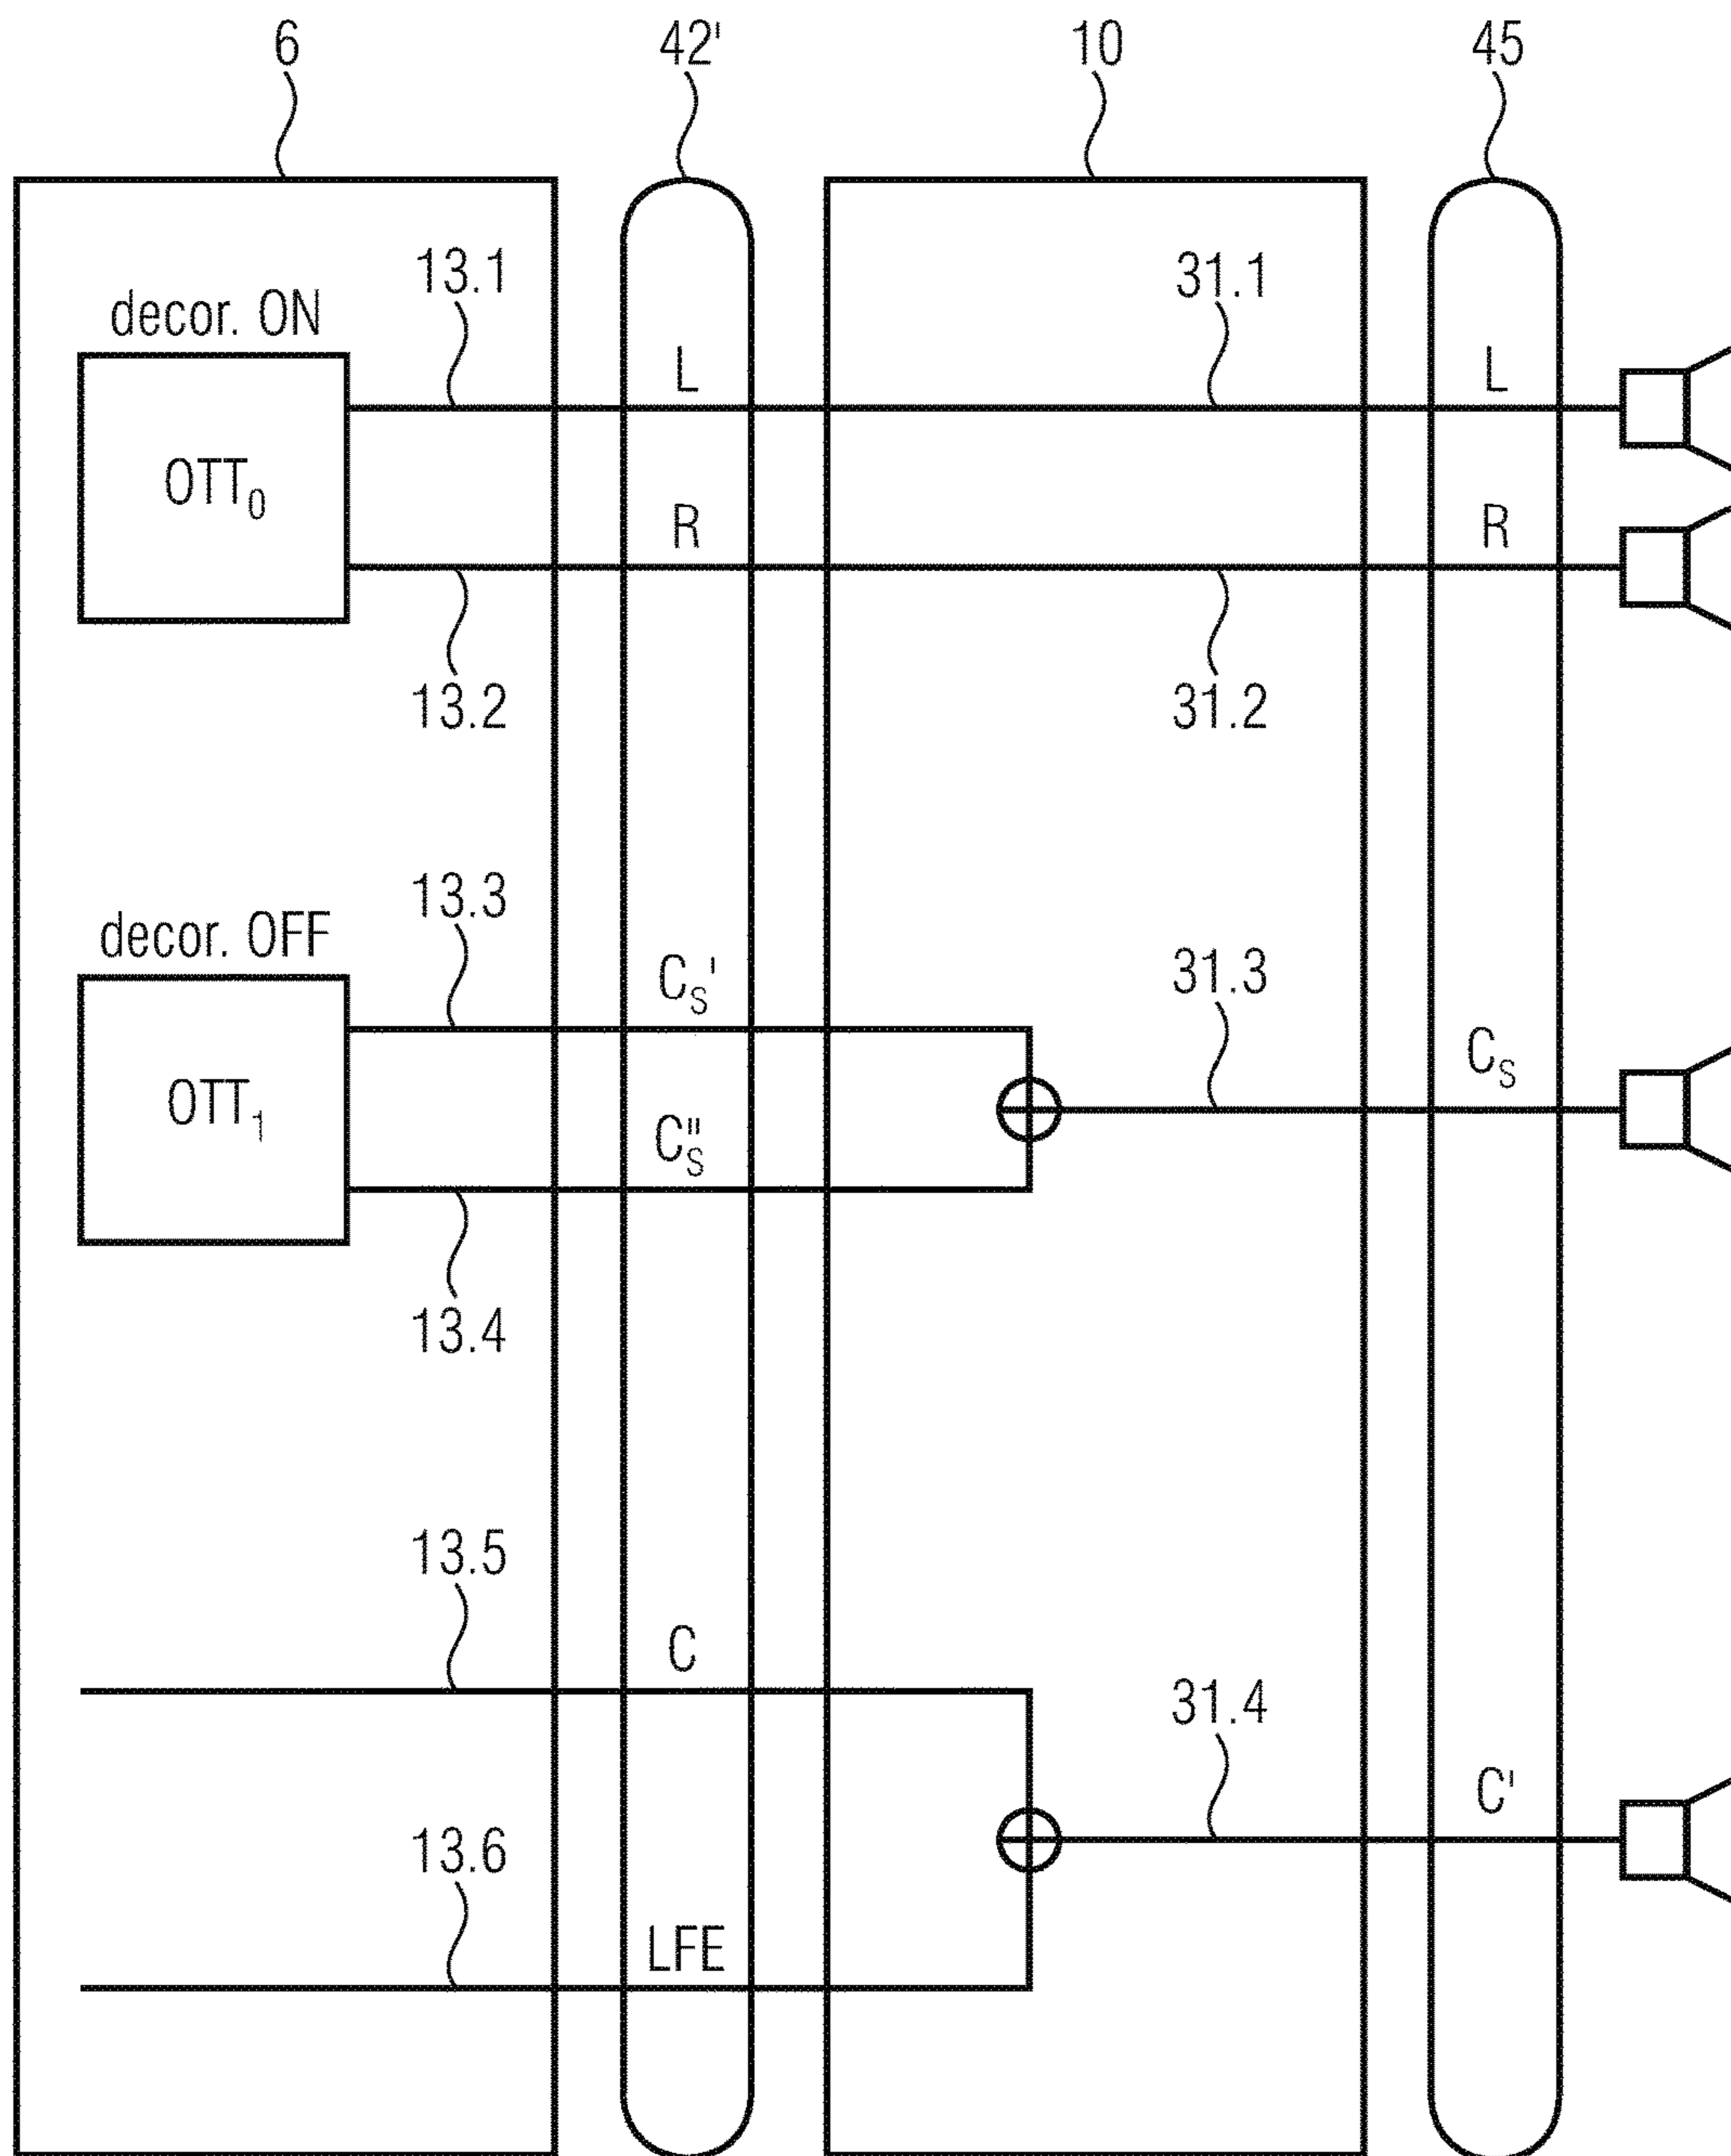 6 42' 10 45
13.1 31.1
decor. ON
L L
OTT₀
R R
13.2 31.2
13.3
decor. OFF
31.3
Cₛ'
Cₛ
OTT₁
Cₛ"
13.4
13.5
C
31.4
C'
13.6
LFE